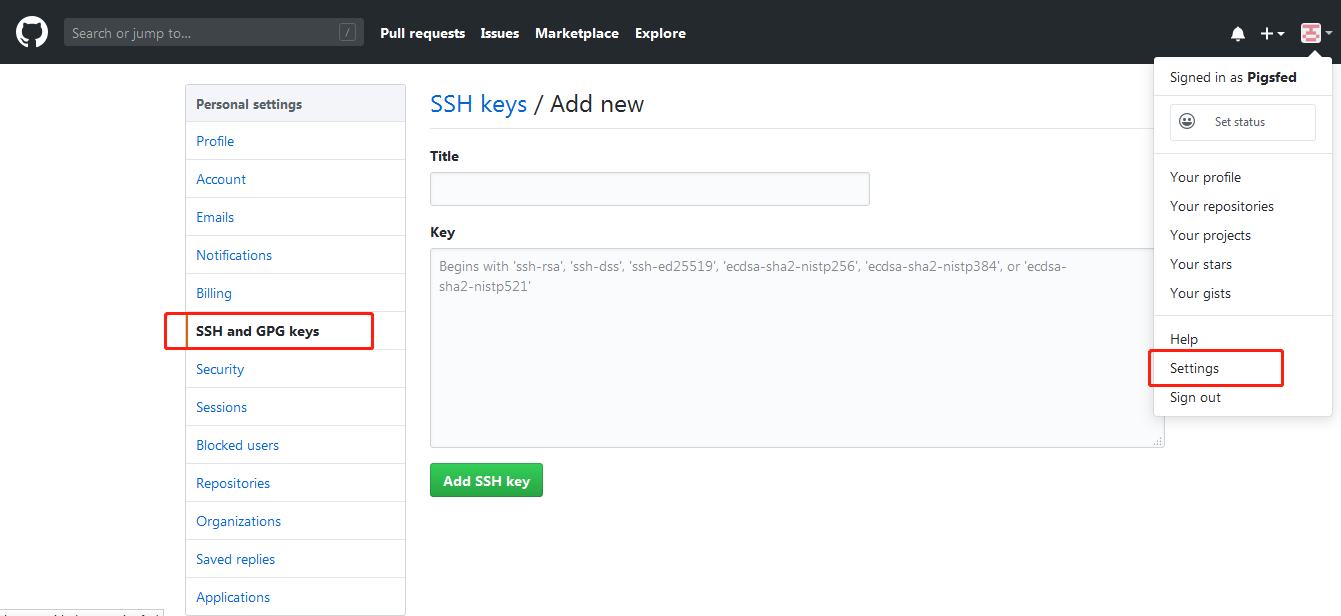 Search or jump to...
/
Pull requests
Issues
Marketplace
Explore
Signed in as Pigsfed
Set status
Your profile
Your repositories
Your projects
Your stars
Your gists
Help
Settings
Sign out
Personal settings
Profile
Account
Emails
Notifications
Billing
SSH and GPG keys
Security
Sessions
Blocked users
Repositories
Organizations
Saved replies
Applications
SSH keys / Add new
Title
Key
Begins with 'ssh-rsa', 'ssh-dss', 'ssh-ed25519', 'ecdsa-sha2-nistp256', 'ecdsa-sha2-nistp384', or 'ecdsa-
sha2-nistp521'
Add SSH key